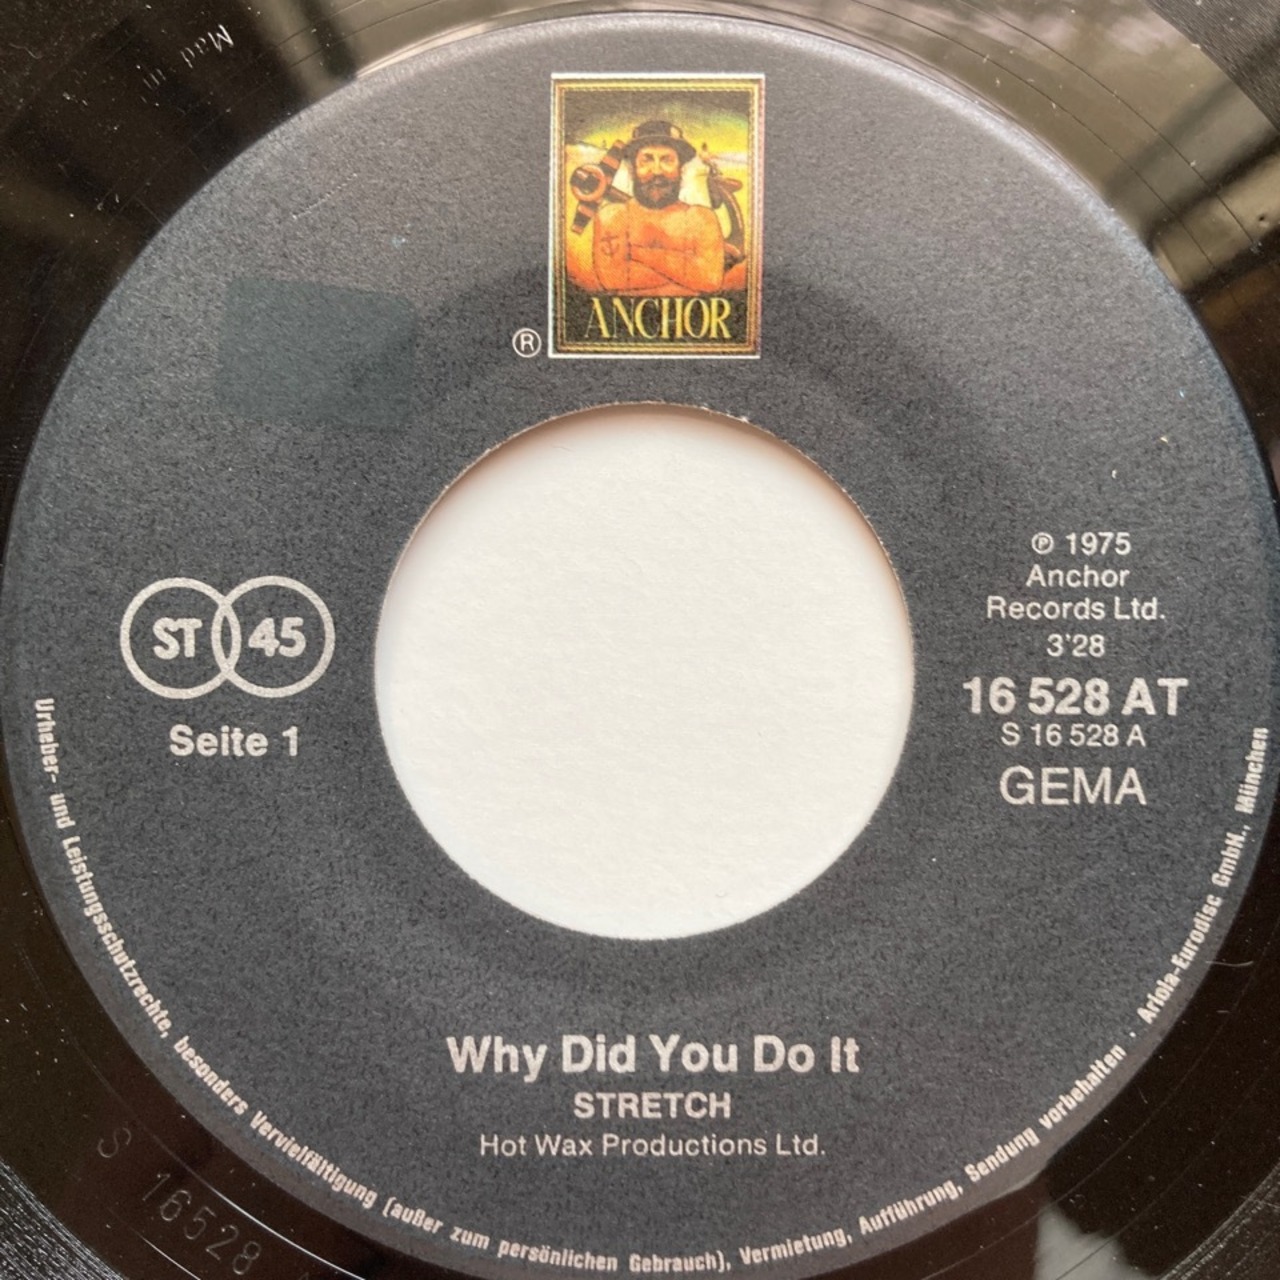 Mad in
ANCHOR
®
℗ 1975
Anchor
Records Ltd.
3'28
16 528 AT
S 16 528 A
GEMA
ST 45
Seite 1
Why Did You Do It
STRETCH
Hot Wax Productions Ltd.
Urheber- und Leistungsschutzrechte, besonders Vervielfältigung (außer zum persönlichen Gebrauch), Vermietung, Aufführung, Sendung vorbehalten · Ariola-Eurodisc GmbH., München
S 16528